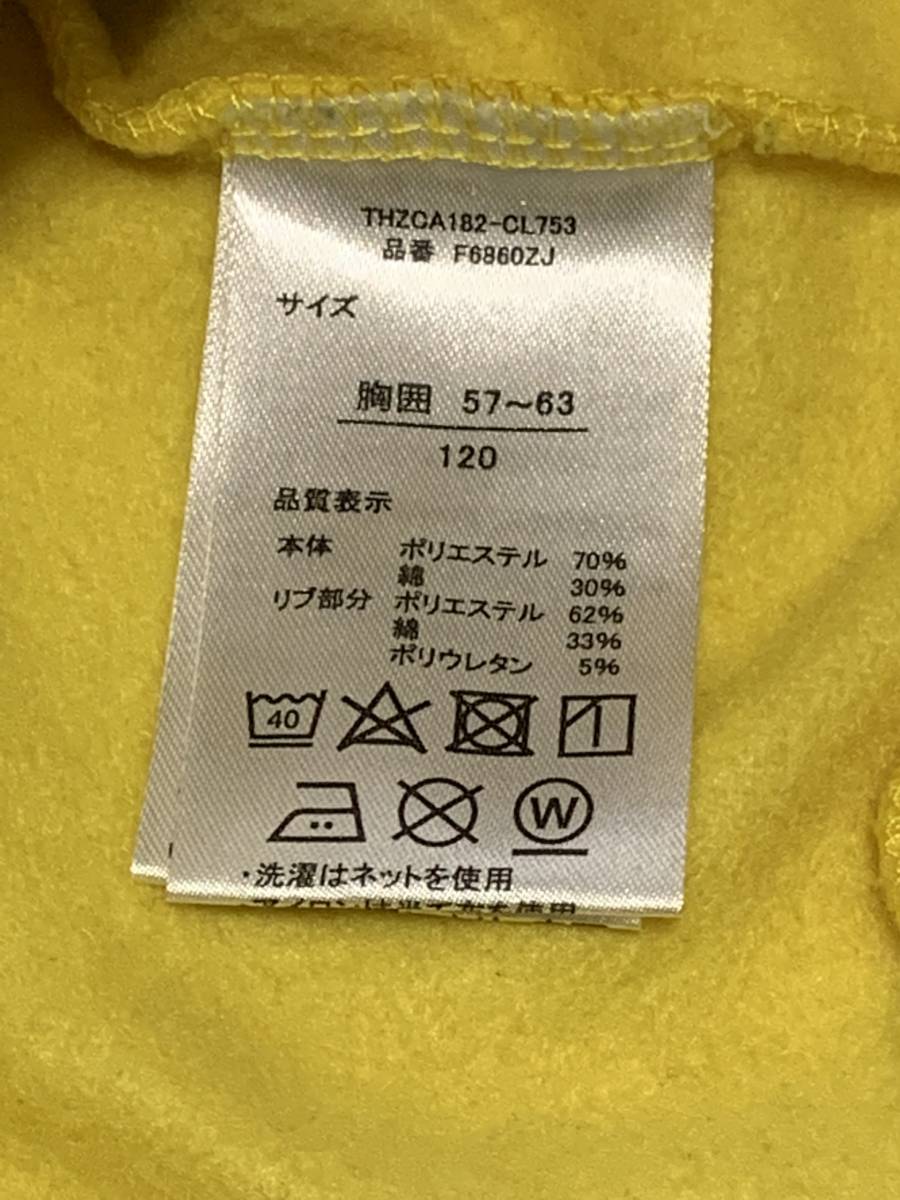 THZCA182-CL753
品番 F6860ZJ
サイズ
胸囲 57〜63
120
品質表示
本体 ポリエステル 70%
綿 30%
リブ部分 ポリエステル 62%
綿 33%
ポリウレタン 5%
40
W
・洗濯はネットを使用